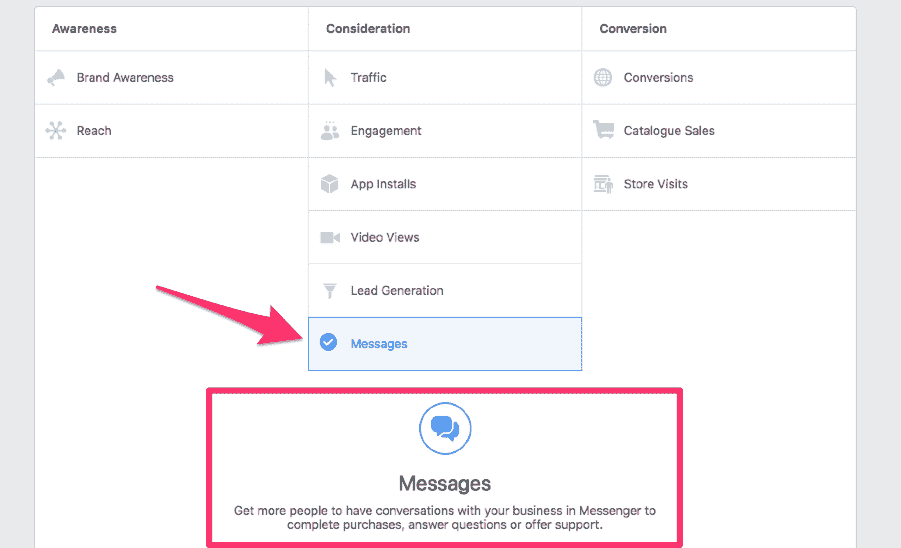 Awareness
Consideration
Conversion
Brand Awareness
Traffic
Conversions
Reach
Engagement
Catalogue Sales
App Installs
Store Visits
Video Views
Lead Generation
Messages
Messages
Get more people to have conversations with your business in Messenger to
complete purchases, answer questions or offer support.